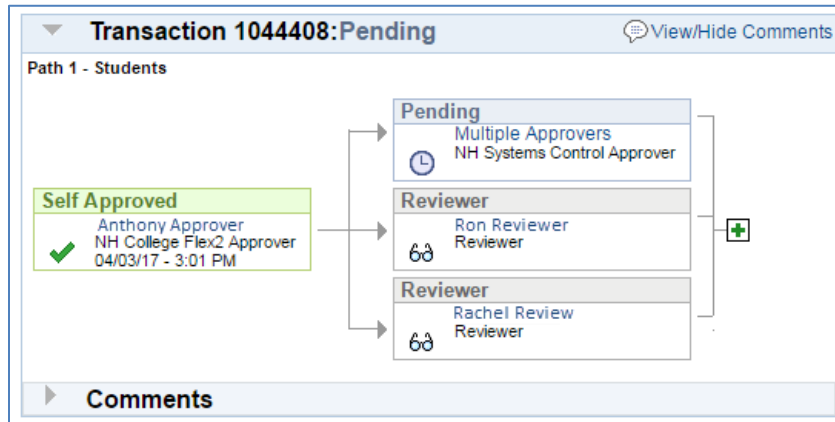 Transaction 1044408:Pending
View/Hide Comments
Path 1 - Students
Self Approved
Anthony Approver
NH College Flex2 Approver
04/03/17 - 3:01 PM
Pending
Multiple Approvers
NH Systems Control Approver
Reviewer
Ron Reviewer
Reviewer
Reviewer
Rachel Review
Reviewer
Comments